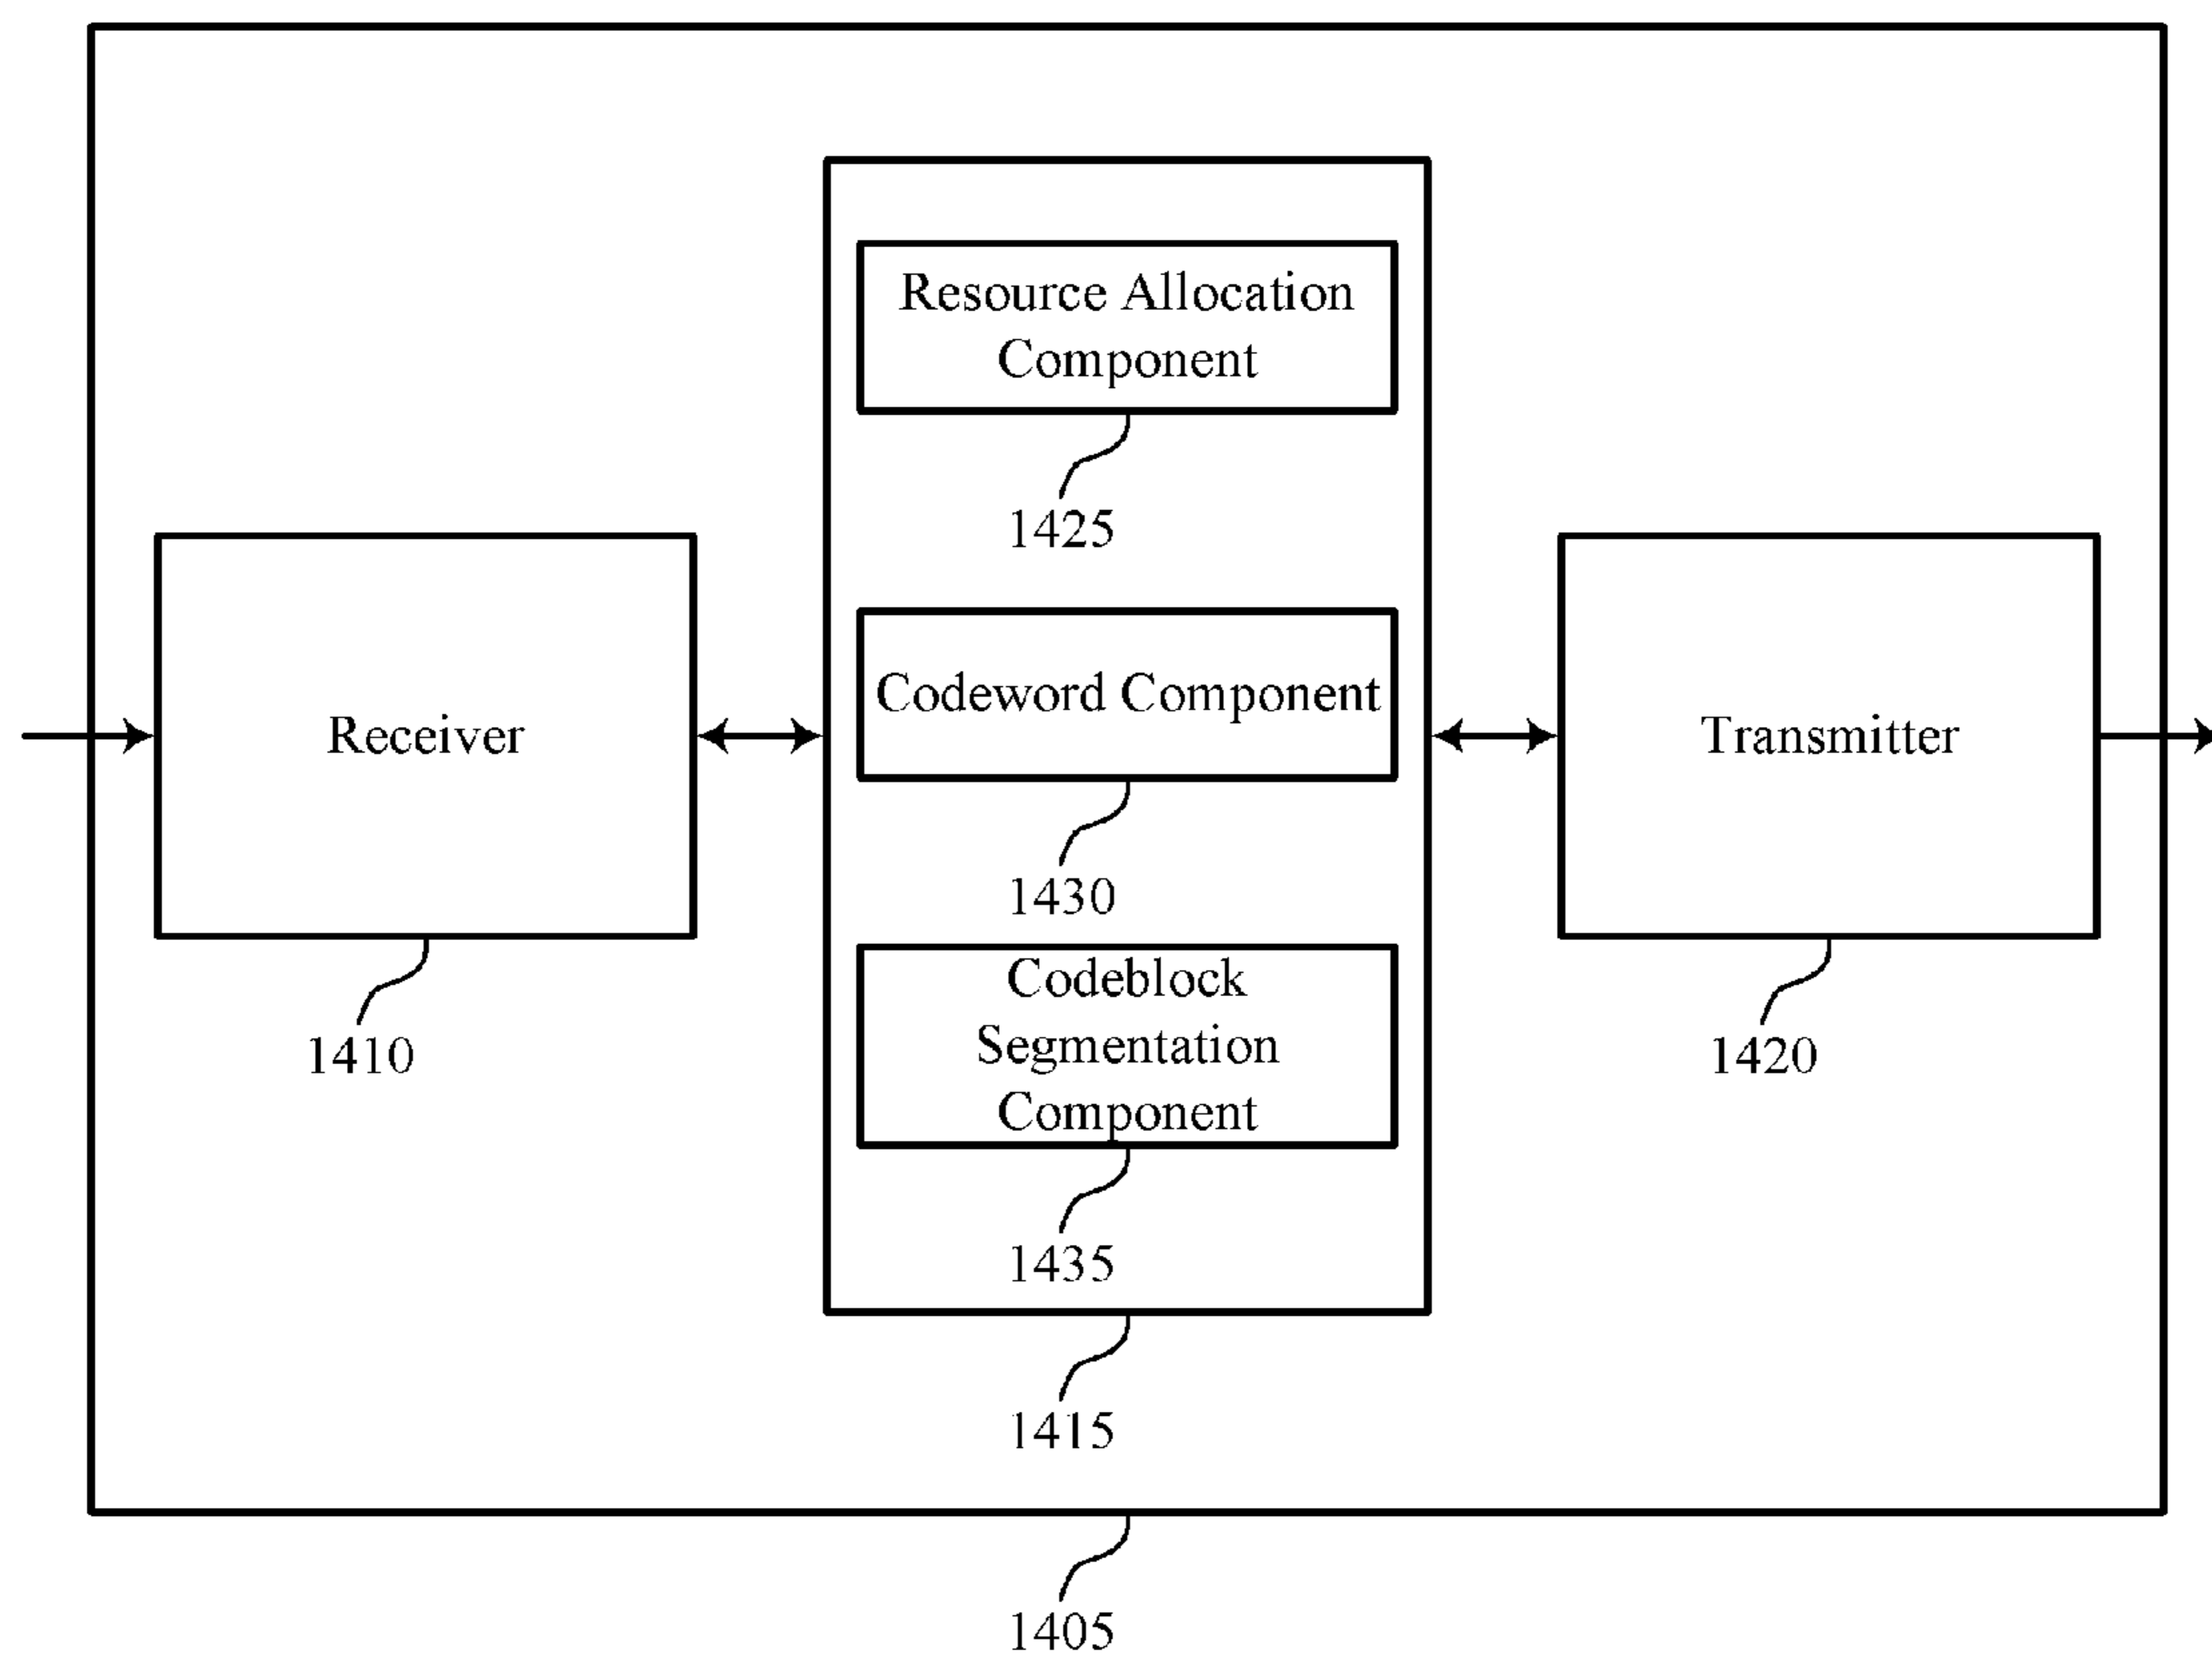 Resource Allocation
Component
1425
Receiver
1410
Codeword Component
1430
Transmitter
1420
Codeblock
Segmentation
Component
1435
1415
1405